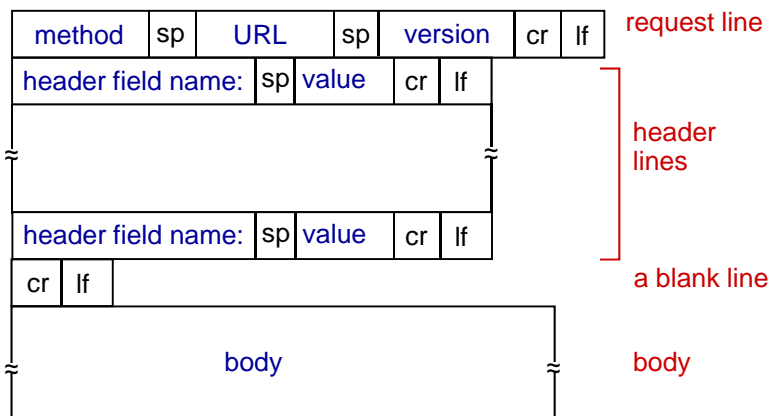 method sp URL sp version cr lf request line
header field name: sp value cr lf
header
lines
header field name: sp value cr lf
cr lf a blank line
body body